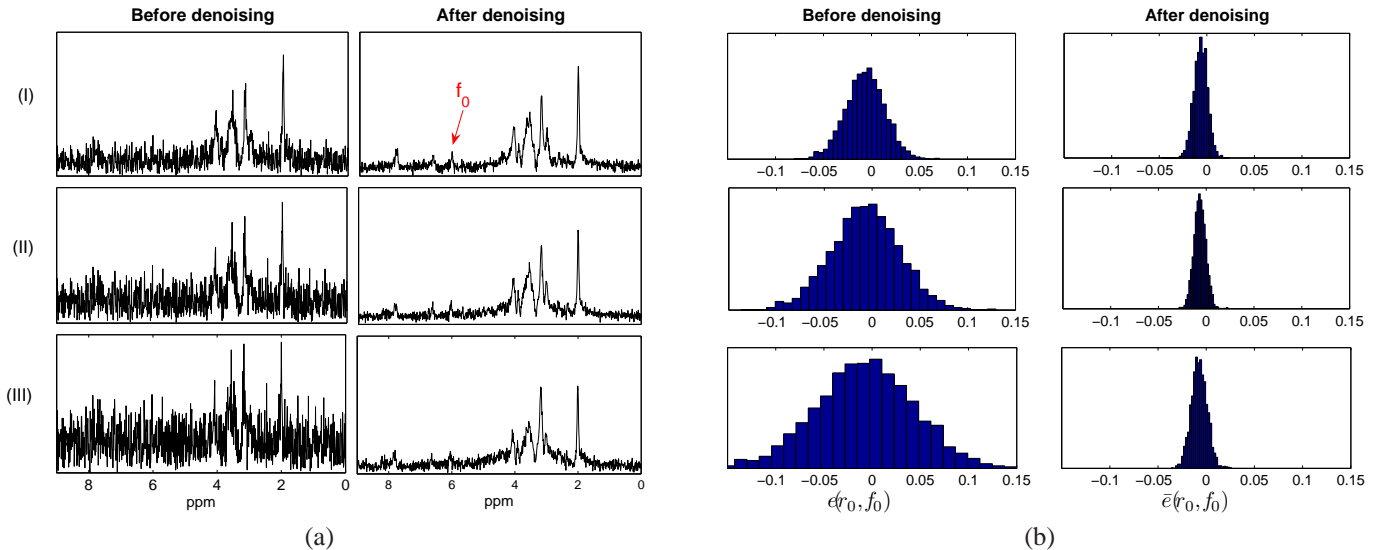 Before denoising
After denoising
Before denoising
After denoising
(I)
f₀
−0.1 −0.05 0 0.05 0.1 0.15
−0.1 −0.05 0 0.05 0.1 0.15
(II)
−0.1 −0.05 0 0.05 0.1 0.15
−0.1 −0.05 0 0.05 0.1 0.15
(III)
8 6 4 2 0
8 6 4 2 0
−0.1 −0.05 0 0.05 0.1 0.15
−0.1 −0.05 0 0.05 0.1 0.15
ppm
ppm
e(r₀, f₀)
ē(r₀, f₀)
(a)
(b)